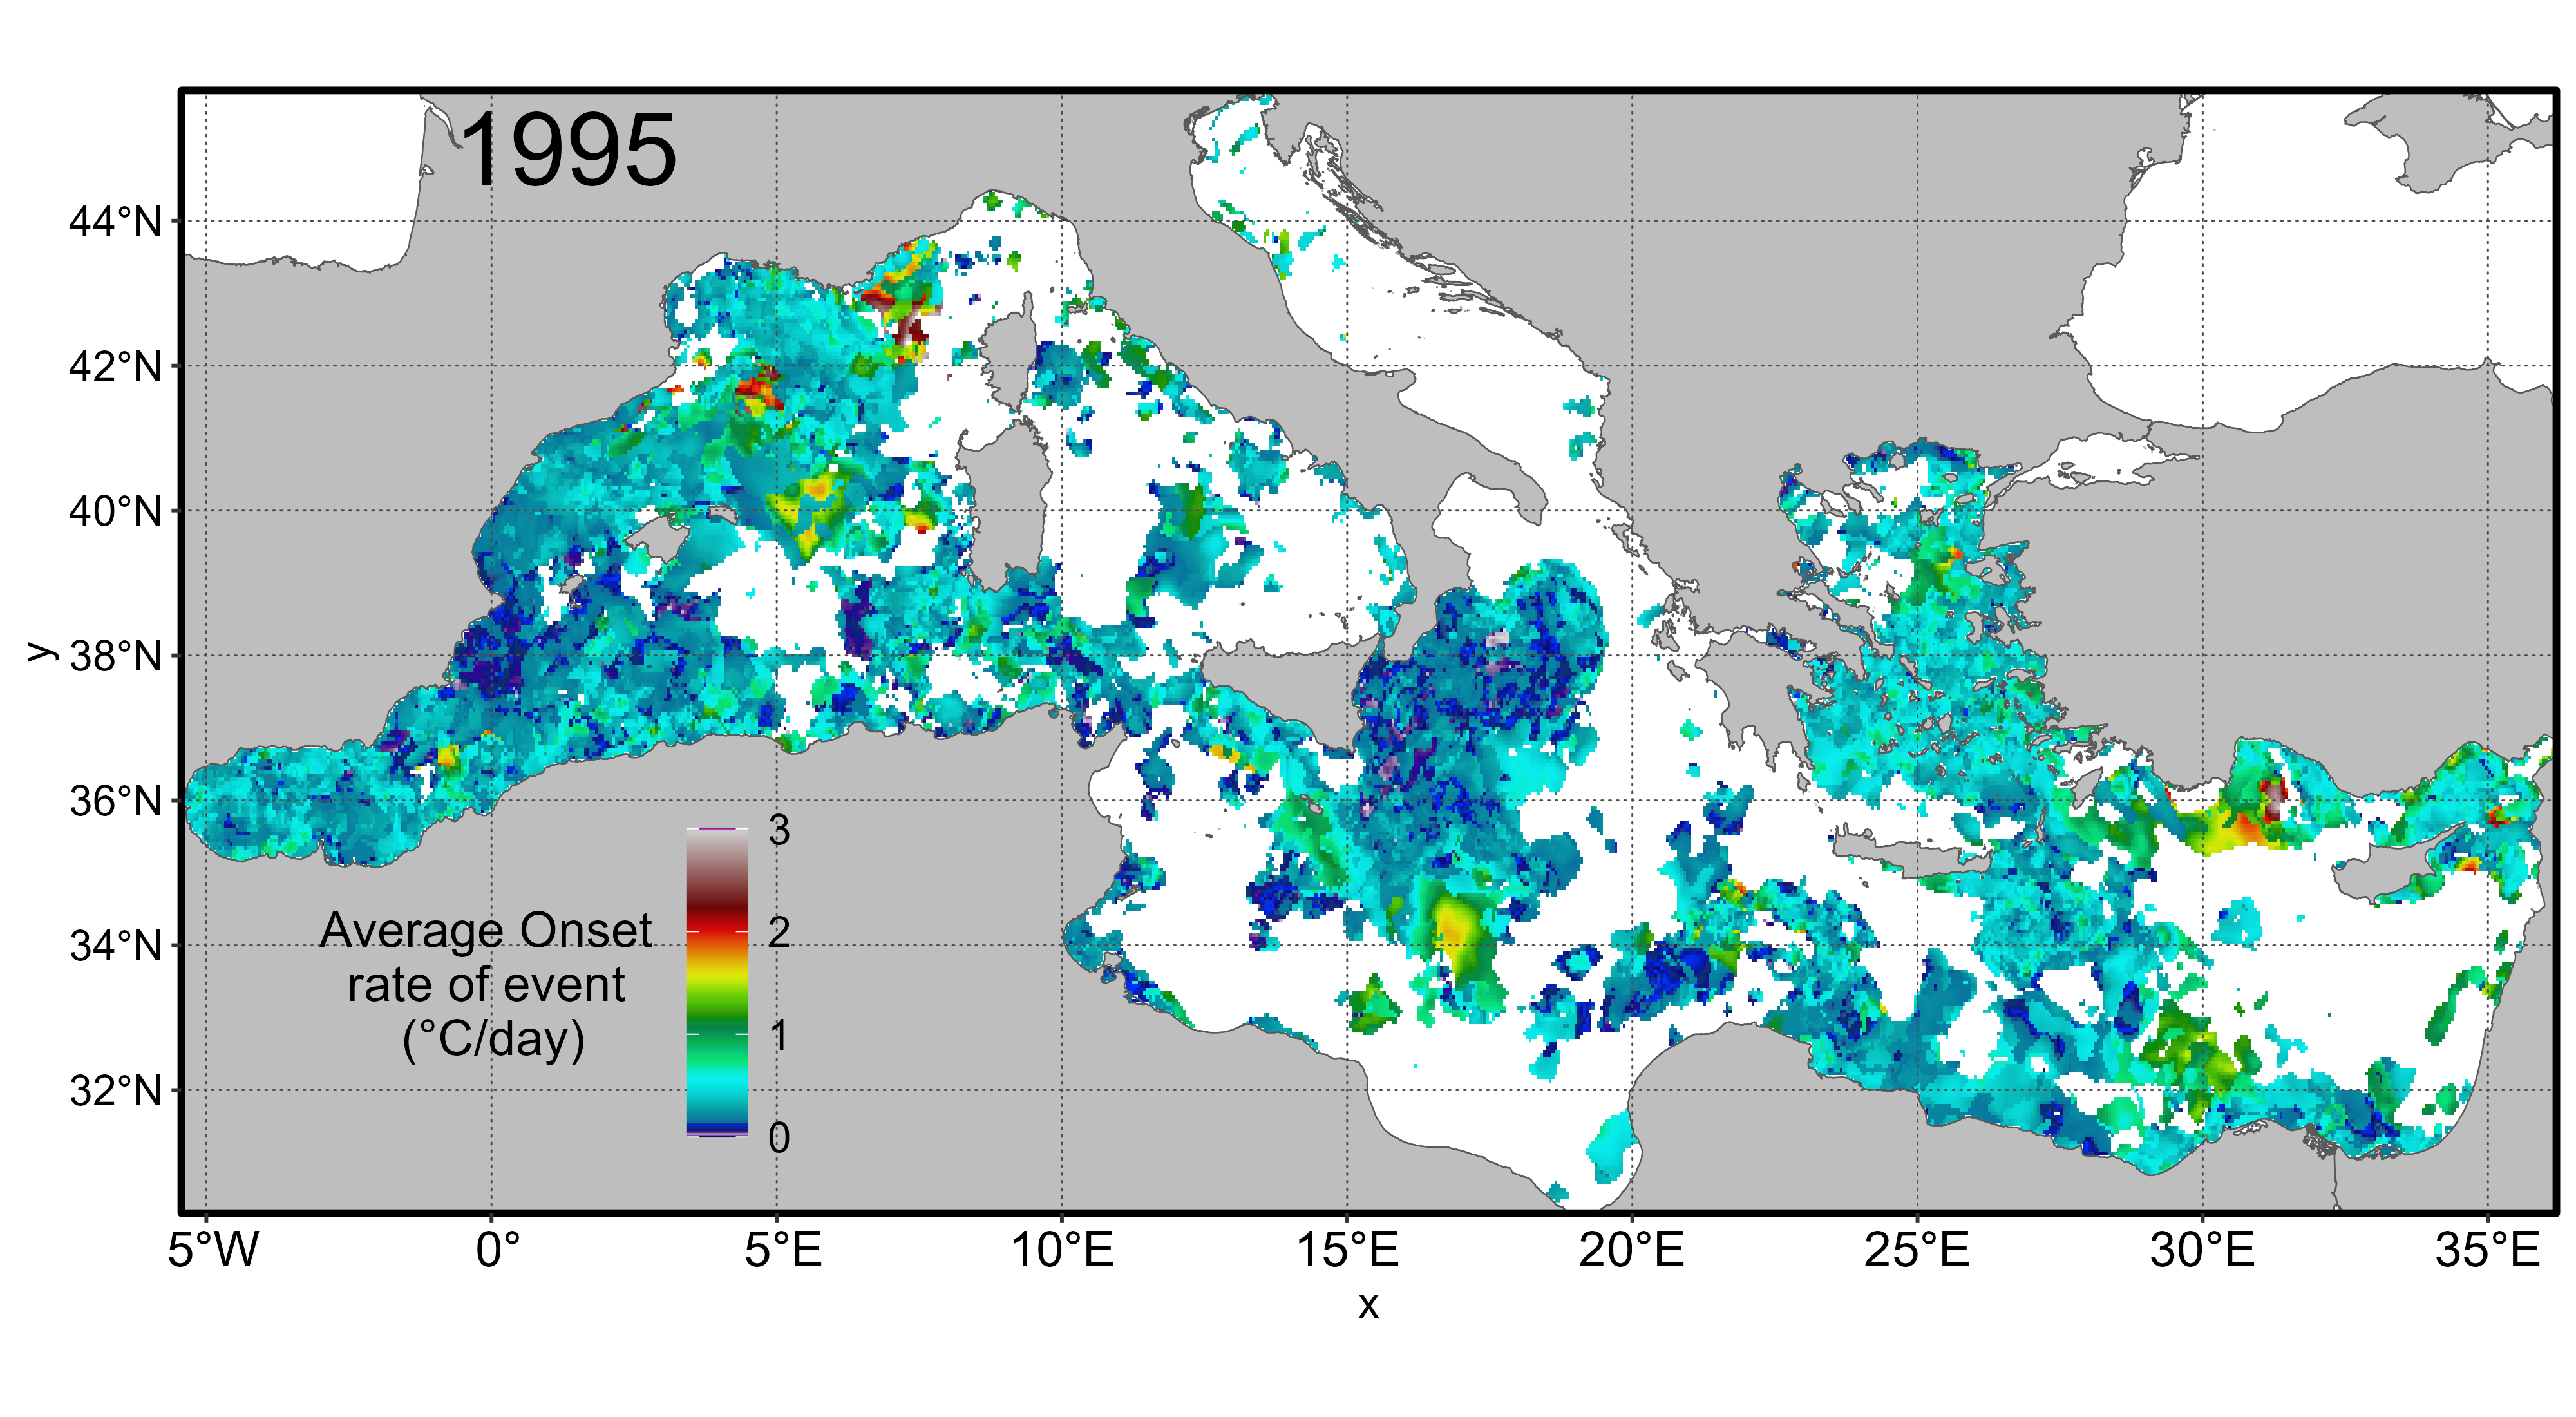 1995
44°N
42°N
40°N
38°N
36°N
34°N
32°N
y
Average Onset
rate of event
(°C/day)
3
2
1
0
5°W
0°
5°E
10°E
15°E
20°E
25°E
30°E
35°E
x